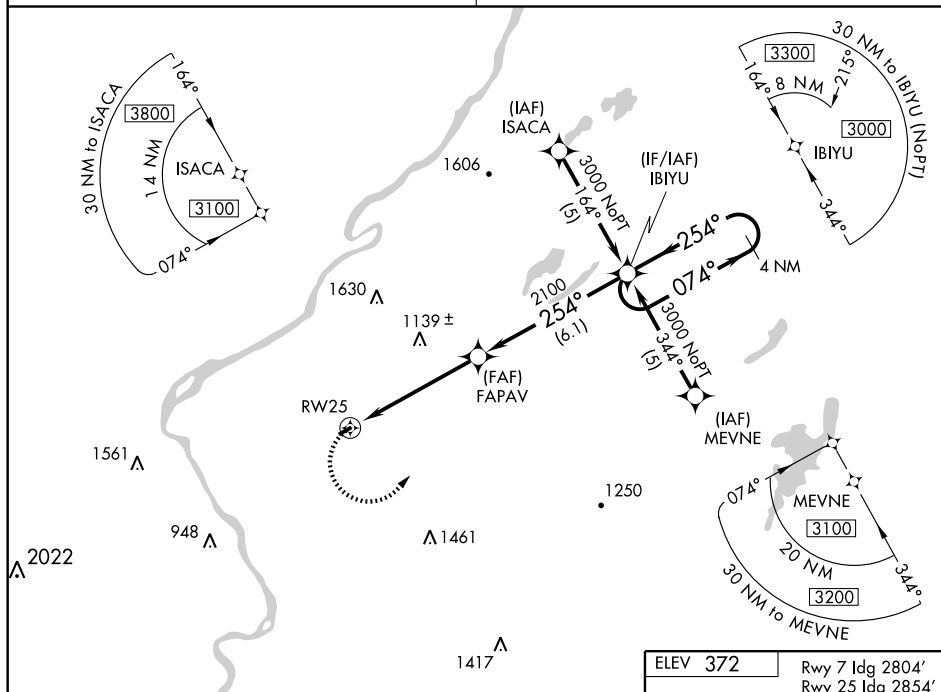 30 NM to ISACA
164°
3800
14 NM
ISACA
3100
074°
(IAF)
ISACA
1606
3000 NoPT
164°
(5)
(IF/IAF)
IBIYU
30 NM to IBIYU (NoPT)
3300
164°
8 NM
215°
3000
IBIYU
344°
254°
074°
4 NM
1630
1139 ±
2100
254°
(6.1)
3000 NoPT
344°
(5)
(FAF)
FAPAV
RW25
(IAF)
MEVNE
1561
1250
074°
MEVNE
3100
20 NM
344°
3200
30 NM to MEVNE
948
1461
2022
1417
ELEV 372
Rwy 7 ldg 2804'
Rwy 25 ldg 2854'